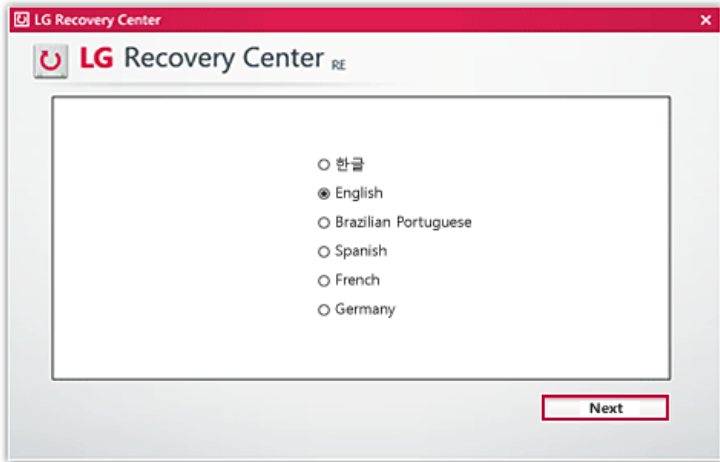 LG Recovery Center
LG Recovery Center RE
한글
English
Brazilian Portuguese
Spanish
French
Germany
Next